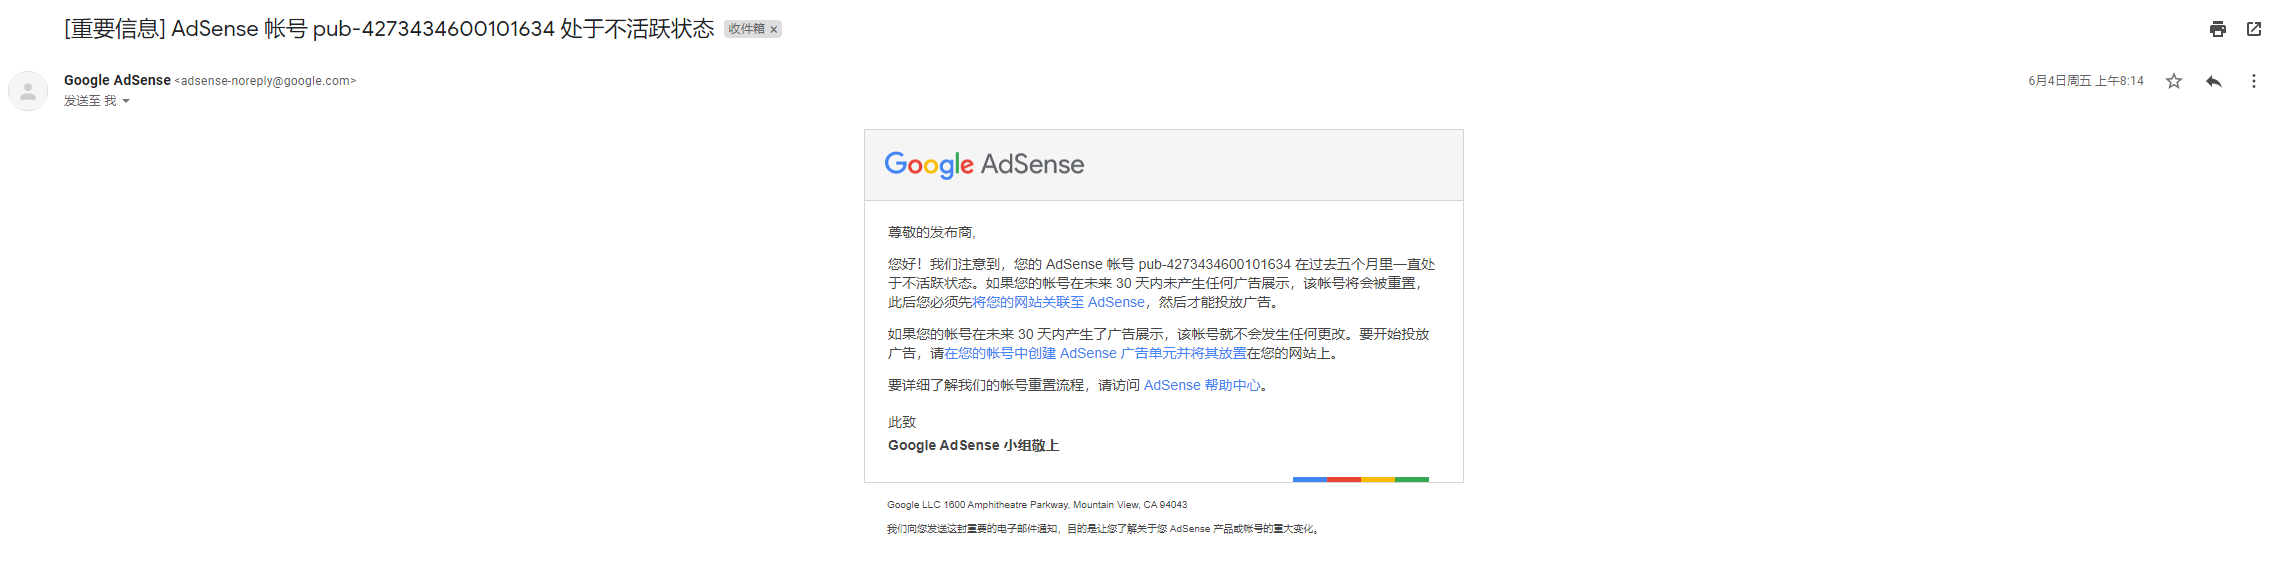 [重要信息] AdSense 帐号 pub-4273434600101634 处于不活跃状态 收件箱 ×
Google AdSense <adsense-noreply@google.com>
6月4日周五 上午8:14
发送至 我
Google AdSense
尊敬的发布商,
您好！我们注意到，您的 AdSense 帐号 pub-4273434600101634 在过去五个月里一直处
于不活跃状态。如果您的帐号在未来 30 天内未产生任何广告展示，该帐号将会被重置，
此后您必须先将您的网站关联至 AdSense，然后才能投放广告。
如果您的帐号在未来 30 天内产生了广告展示，该帐号就不会发生任何更改。要开始投放
广告，请在您的帐号中创建 AdSense 广告单元并将其放置在您的网站上。
要详细了解我们的帐号重置流程，请访问 AdSense 帮助中心。
此致
Google AdSense 小组敬上
Google LLC 1600 Amphitheatre Parkway, Mountain View, CA 94043
我们向您发送这封重要的电子邮件通知，目的是让您了解关于您 AdSense 产品或帐号的重大变化。